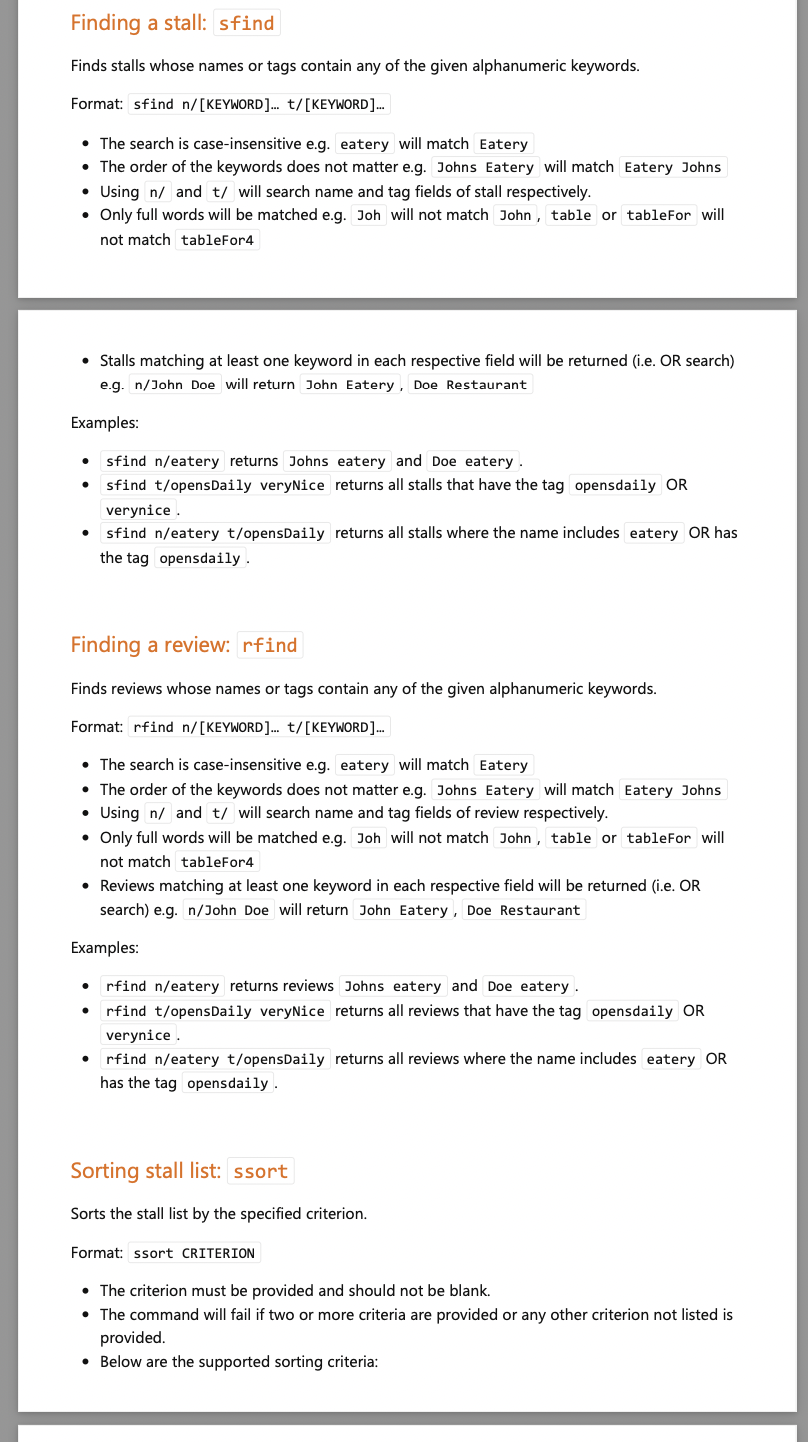 Finding a stall: sfind
Finds stalls whose names or tags contain any of the given alphanumeric keywords.
Format: sfind n/[KEYWORD]… t/[KEYWORD]…
• The search is case-insensitive e.g. eatery will match Eatery
• The order of the keywords does not matter e.g. Johns Eatery will match Eatery Johns
• Using n/ and t/ will search name and tag fields of stall respectively.
• Only full words will be matched e.g. Joh will not match John , table or tableFor will
not match tableFor4
• Stalls matching at least one keyword in each respective field will be returned (i.e. OR search)
e.g. n/John Doe will return John Eatery , Doe Restaurant
Examples:
• sfind n/eatery returns Johns eatery and Doe eatery .
• sfind t/opensDaily veryNice returns all stalls that have the tag opensdaily OR
verynice .
• sfind n/eatery t/opensDaily returns all stalls where the name includes eatery OR has
the tag opensdaily .
Finding a review: rfind
Finds reviews whose names or tags contain any of the given alphanumeric keywords.
Format: rfind n/[KEYWORD]… t/[KEYWORD]…
• The search is case-insensitive e.g. eatery will match Eatery
• The order of the keywords does not matter e.g. Johns Eatery will match Eatery Johns
• Using n/ and t/ will search name and tag fields of review respectively.
• Only full words will be matched e.g. Joh will not match John , table or tableFor will
not match tableFor4
• Reviews matching at least one keyword in each respective field will be returned (i.e. OR
search) e.g. n/John Doe will return John Eatery , Doe Restaurant
Examples:
• rfind n/eatery returns reviews Johns eatery and Doe eatery .
• rfind t/opensDaily veryNice returns all reviews that have the tag opensdaily OR
verynice .
• rfind n/eatery t/opensDaily returns all reviews where the name includes eatery OR
has the tag opensdaily .
Sorting stall list: ssort
Sorts the stall list by the specified criterion.
Format: ssort CRITERION
• The criterion must be provided and should not be blank.
• The command will fail if two or more criteria are provided or any other criterion not listed is
provided.
• Below are the supported sorting criteria: